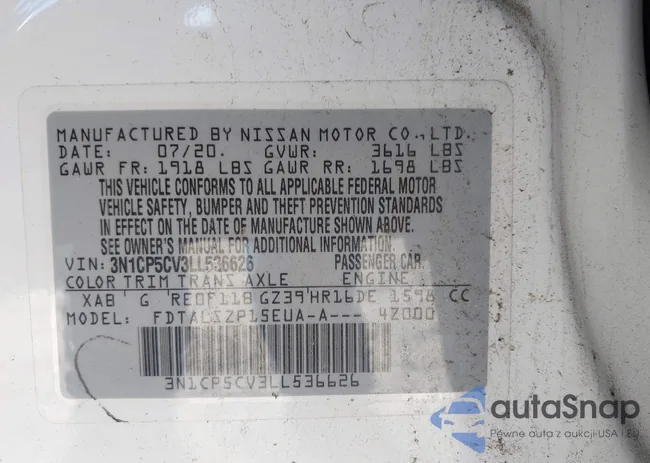 MANUFACTURED BY NISSAN MOTOR CO., LTD.
DATE: 07/20. GVWR: 3616 LBS
GAWR FR: 1918 LBS GAWR RR: 1698 LBS
THIS VEHICLE CONFORMS TO ALL APPLICABLE FEDERAL MOTOR
VEHICLE SAFETY, BUMPER AND THEFT PREVENTION STANDARDS
IN EFFECT ON THE DATE OF MANUFACTURE SHOWN ABOVE.
SEE OWNER'S MANUAL FOR ADDITIONAL INFORMATION.
VIN: 3N1CP5CV3LL536626 PASSENGER CAR.
COLOR TRIM TRANS AXLE ENGINE
XAB G RE0F11B GZ39 HR16DE 1598 CC
MODEL: FDTALSZP15EUA-A--- 42000
3N1CP5CV3LL536626
autaSnap
Pewne auta z aukcji USA i EU